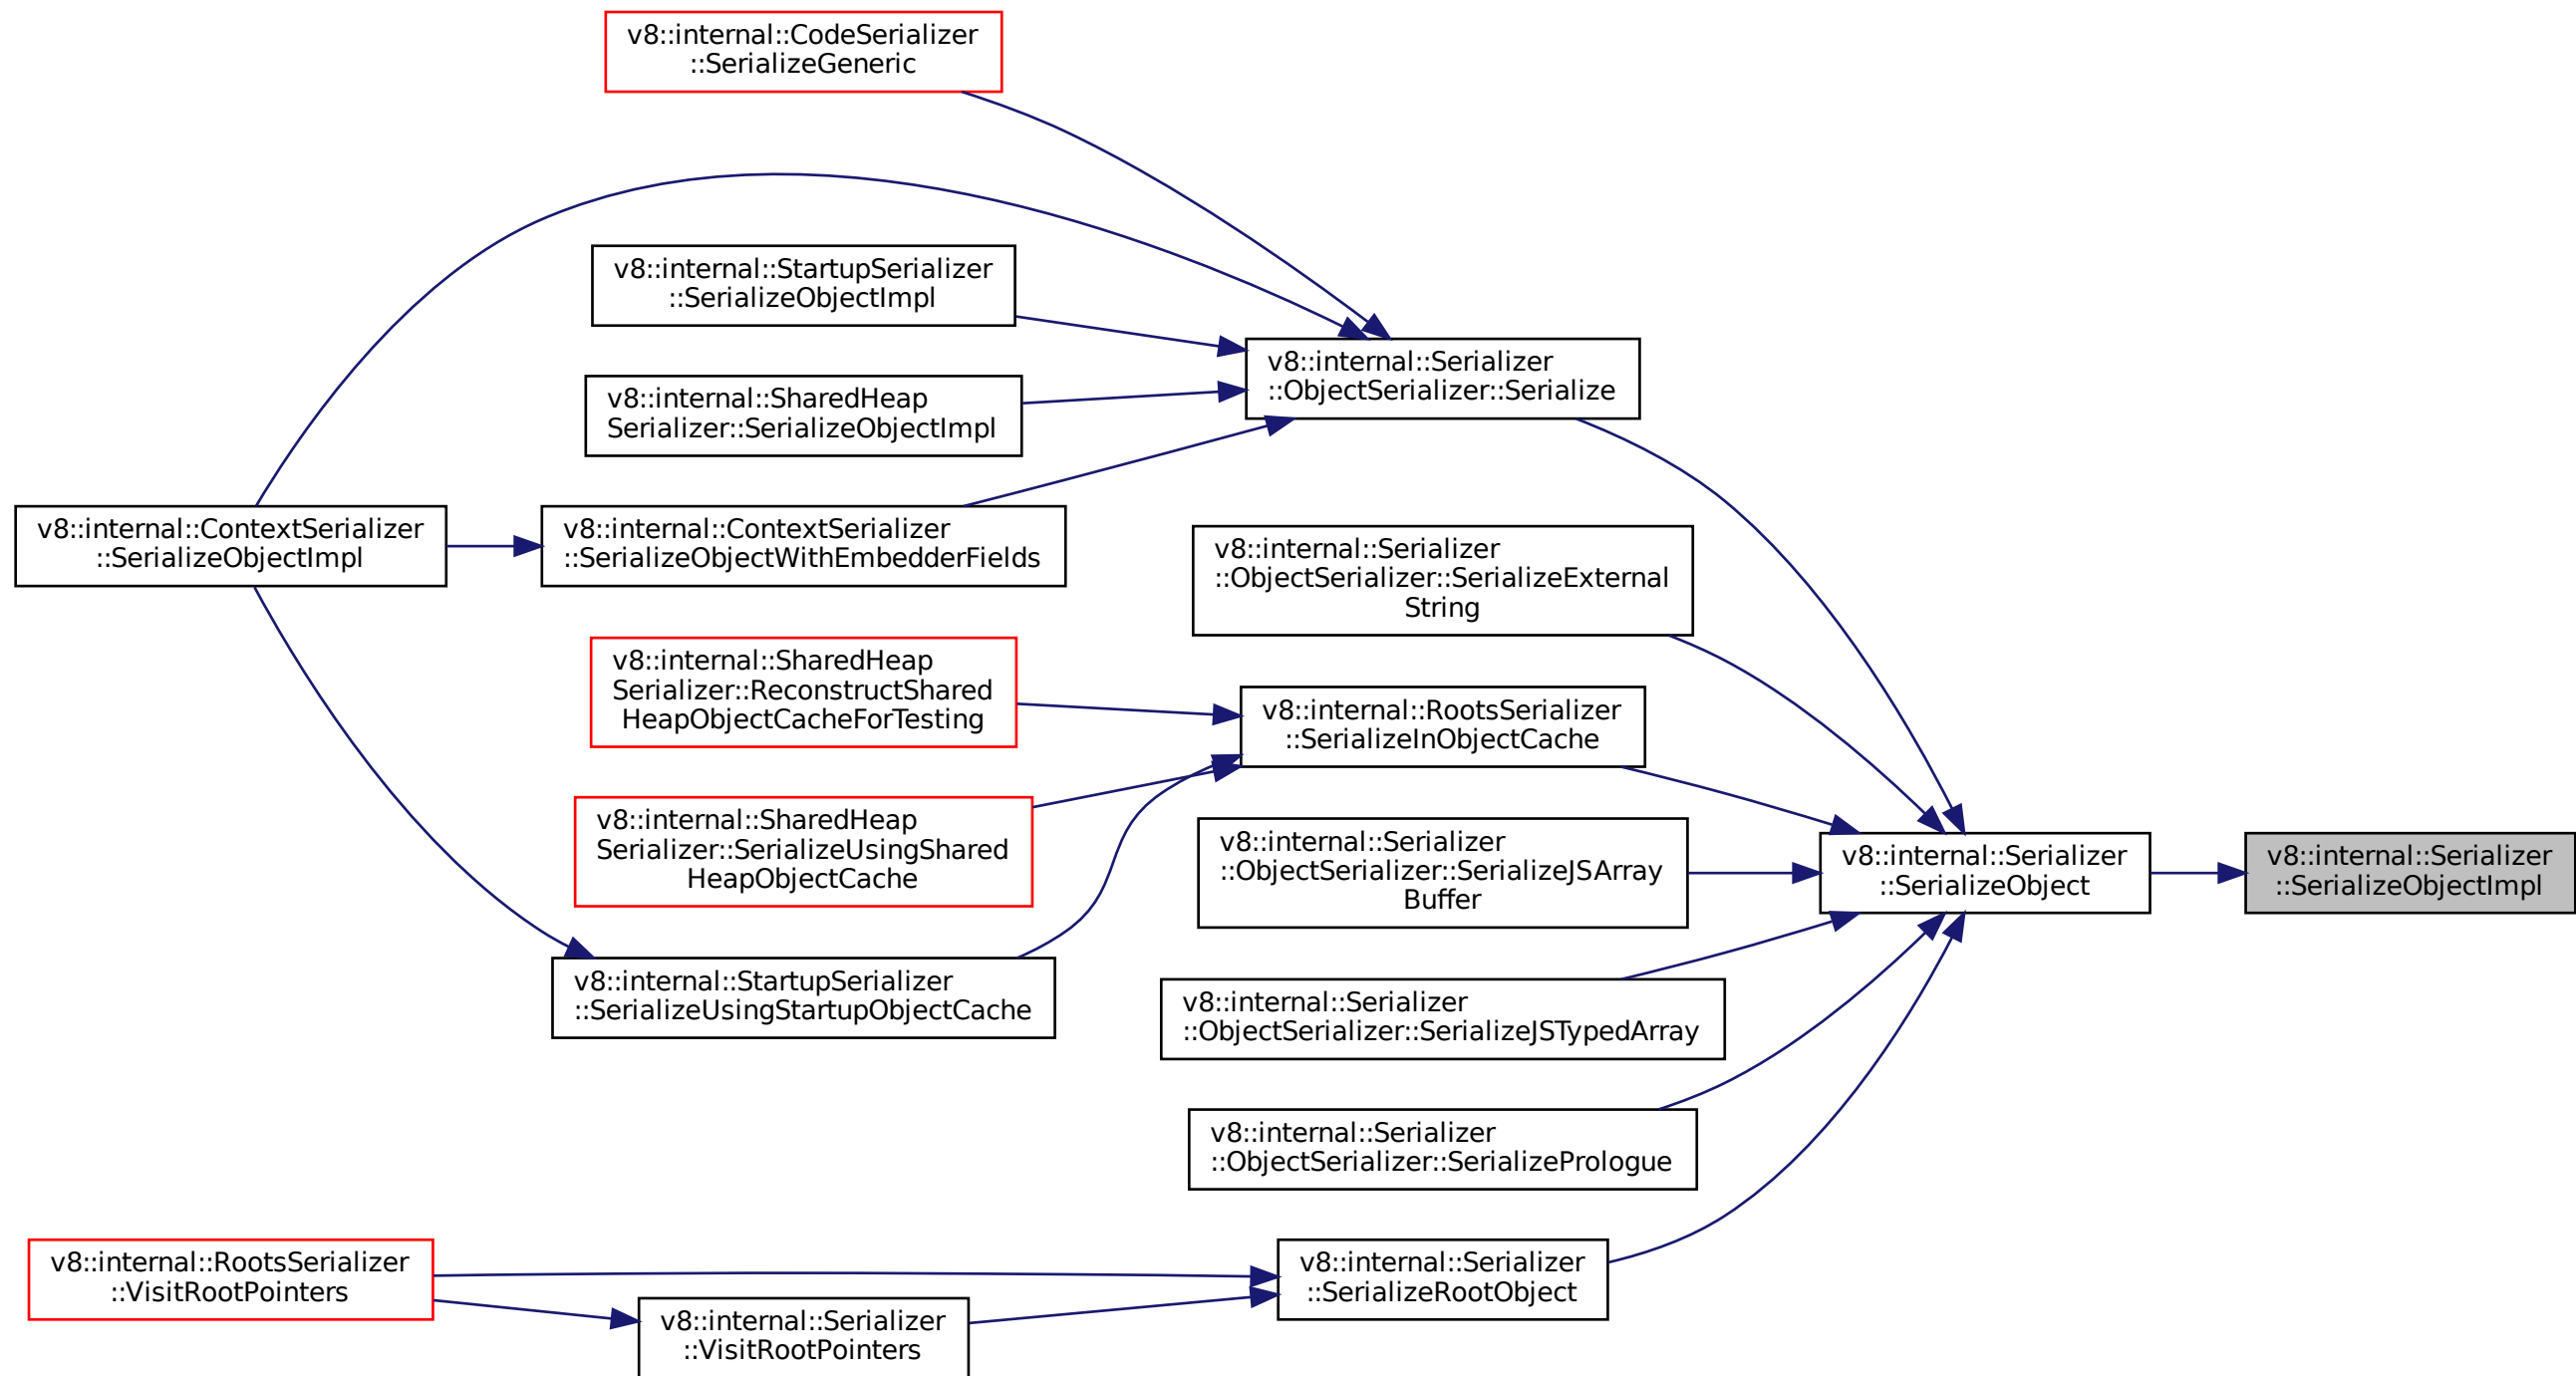 v8::internal::CodeSerializer
::SerializeGeneric
v8::internal::StartupSerializer
::SerializeObjectImpl
v8::internal::Serializer
::ObjectSerializer::Serialize
v8::internal::SharedHeap
Serializer::SerializeObjectImpl
v8::internal::ContextSerializer
::SerializeObjectImpl
v8::internal::ContextSerializer
::SerializeObjectWithEmbedderFields
v8::internal::Serializer
::ObjectSerializer::SerializeExternal
String
v8::internal::SharedHeap
Serializer::ReconstructShared
HeapObjectCacheForTesting
v8::internal::RootsSerializer
::SerializeInObjectCache
v8::internal::SharedHeap
Serializer::SerializeUsingShared
HeapObjectCache
v8::internal::Serializer
::ObjectSerializer::SerializeJSArray
Buffer
v8::internal::Serializer
::SerializeObject
v8::internal::Serializer
::SerializeObjectImpl
v8::internal::StartupSerializer
::SerializeUsingStartupObjectCache
v8::internal::Serializer
::ObjectSerializer::SerializeJSTypedArray
v8::internal::Serializer
::ObjectSerializer::SerializePrologue
v8::internal::RootsSerializer
::VisitRootPointers
v8::internal::Serializer
::SerializeRootObject
v8::internal::Serializer
::VisitRootPointers